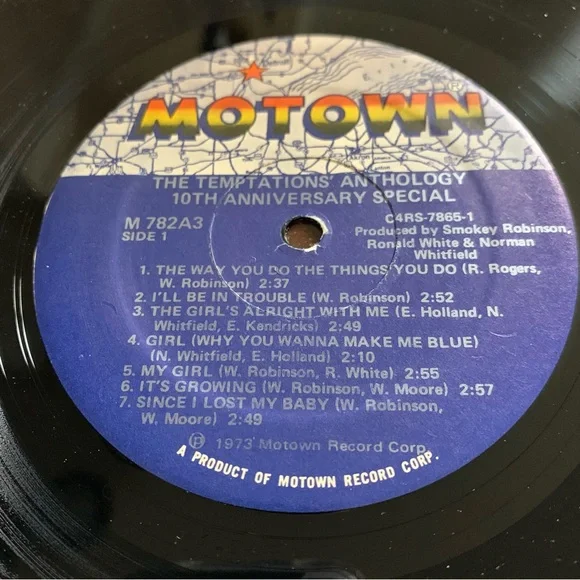 MOTOWN
THE TEMPTATIONS' ANTHOLOGY
10TH ANNIVERSARY SPECIAL
M 782A3
SIDE 1
C4RS-7865-1
Produced by Smokey Robinson,
Ronald White & Norman
Whitfield
1. THE WAY YOU DO THE THINGS YOU DO (R. Rogers,
W. Robinson) 2:37
2. I'LL BE IN TROUBLE (W. Robinson) 2:52
3. THE GIRL'S ALRIGHT WITH ME (E. Holland, N.
Whitfield, E. Kendricks) 2:49
4. GIRL (WHY YOU WANNA MAKE ME BLUE)
(N. Whitfield, E. Holland) 2:10
5. MY GIRL (W. Robinson, R. White) 2:55
6. IT'S GROWING (W. Robinson, W. Moore) 2:57
7. SINCE I LOST MY BABY (W. Robinson,
W. Moore) 2:49
℗ 1973 Motown Record Corp.
A PRODUCT OF MOTOWN RECORD CORP.